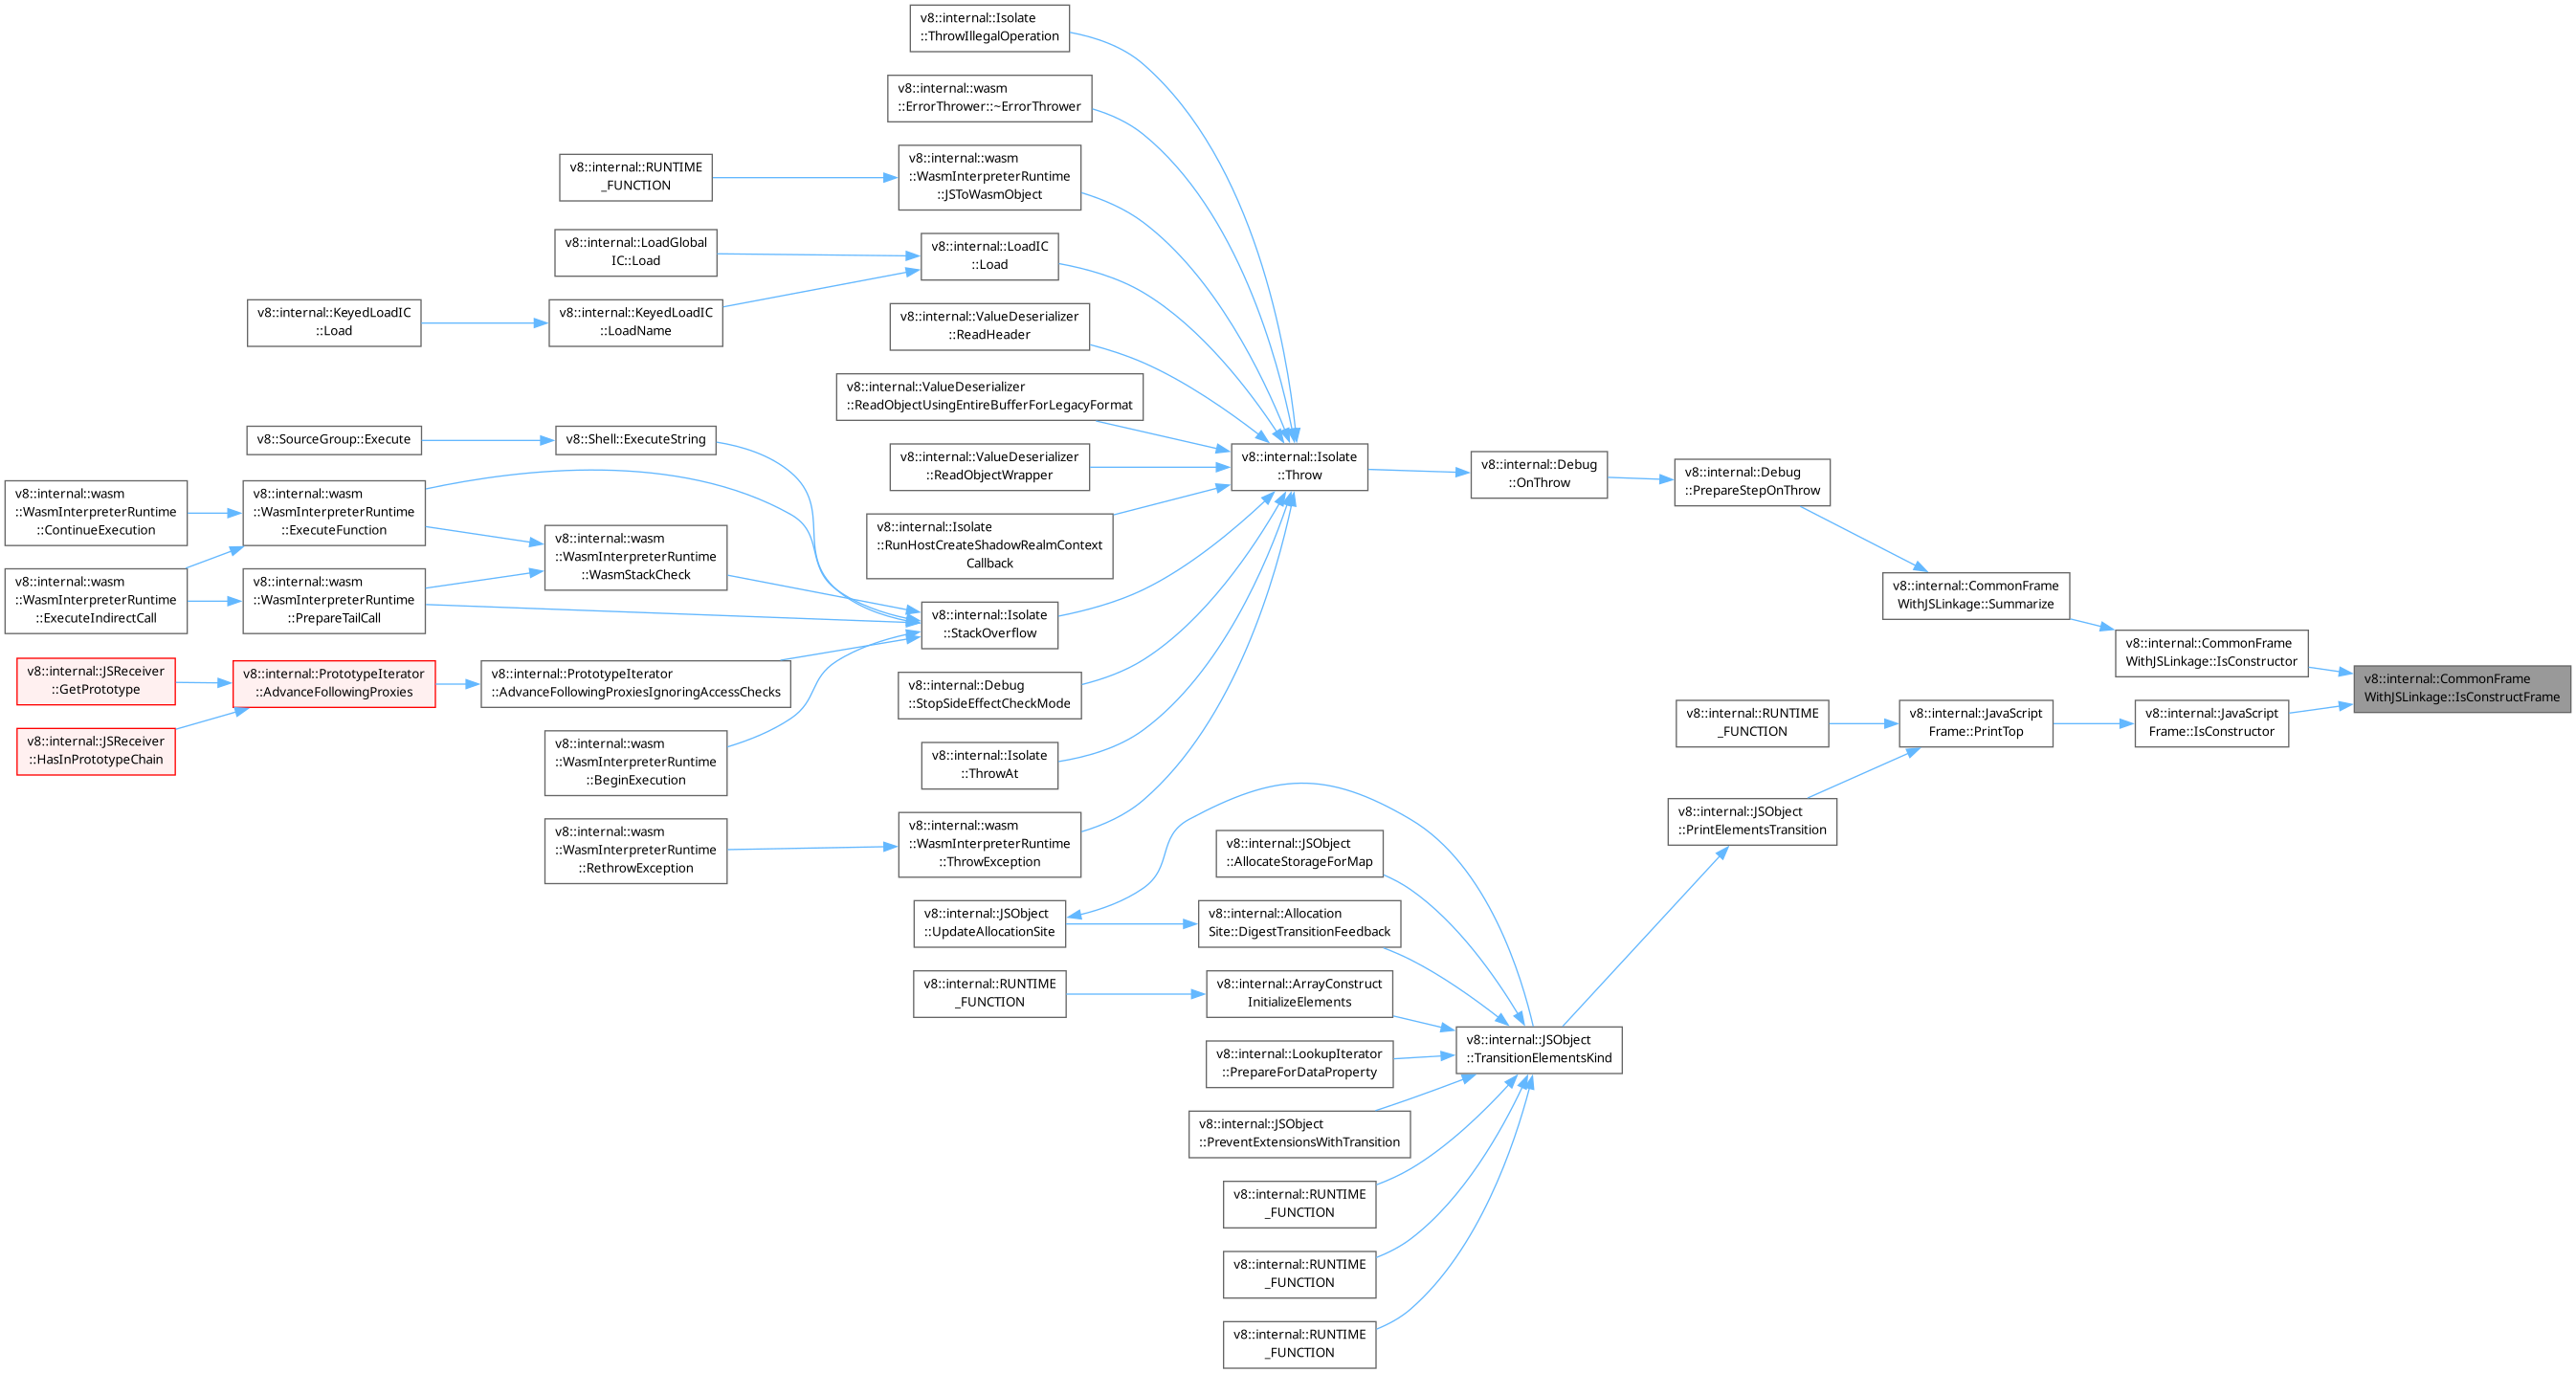 v8::internal::Isolate
::ThrowIllegalOperation
v8::internal::wasm
::ErrorThrower::~ErrorThrower
v8::internal::RUNTIME
_FUNCTION
v8::internal::wasm
::WasmInterpreterRuntime
::JSToWasmObject
v8::internal::LoadGlobal
IC::Load
v8::internal::LoadIC
::Load
v8::internal::KeyedLoadIC
::Load
v8::internal::KeyedLoadIC
::LoadName
v8::internal::ValueDeserializer
::ReadHeader
v8::internal::ValueDeserializer
::ReadObjectUsingEntireBufferForLegacyFormat
v8::SourceGroup::Execute
v8::Shell::ExecuteString
v8::internal::ValueDeserializer
::ReadObjectWrapper
v8::internal::Isolate
::Throw
v8::internal::Debug
::OnThrow
v8::internal::Debug
::PrepareStepOnThrow
v8::internal::wasm
::WasmInterpreterRuntime
::ContinueExecution
v8::internal::wasm
::WasmInterpreterRuntime
::ExecuteFunction
v8::internal::wasm
::WasmInterpreterRuntime
::WasmStackCheck
v8::internal::Isolate
::RunHostCreateShadowRealmContext
Callback
v8::internal::wasm
::WasmInterpreterRuntime
::ExecuteIndirectCall
v8::internal::wasm
::WasmInterpreterRuntime
::PrepareTailCall
v8::internal::Isolate
::StackOverflow
v8::internal::CommonFrame
WithJSLinkage::Summarize
v8::internal::CommonFrame
WithJSLinkage::IsConstructor
v8::internal::CommonFrame
WithJSLinkage::IsConstructFrame
v8::internal::JSReceiver
::GetPrototype
v8::internal::PrototypeIterator
::AdvanceFollowingProxies
v8::internal::PrototypeIterator
::AdvanceFollowingProxiesIgnoringAccessChecks
v8::internal::Debug
::StopSideEffectCheckMode
v8::internal::RUNTIME
_FUNCTION
v8::internal::JavaScript
Frame::PrintTop
v8::internal::JavaScript
Frame::IsConstructor
v8::internal::JSReceiver
::HasInPrototypeChain
v8::internal::wasm
::WasmInterpreterRuntime
::BeginExecution
v8::internal::Isolate
::ThrowAt
v8::internal::JSObject
::PrintElementsTransition
v8::internal::wasm
::WasmInterpreterRuntime
::RethrowException
v8::internal::wasm
::WasmInterpreterRuntime
::ThrowException
v8::internal::JSObject
::AllocateStorageForMap
v8::internal::JSObject
::UpdateAllocationSite
v8::internal::Allocation
Site::DigestTransitionFeedback
v8::internal::RUNTIME
_FUNCTION
v8::internal::ArrayConstruct
InitializeElements
v8::internal::JSObject
::TransitionElementsKind
v8::internal::LookupIterator
::PrepareForDataProperty
v8::internal::JSObject
::PreventExtensionsWithTransition
v8::internal::RUNTIME
_FUNCTION
v8::internal::RUNTIME
_FUNCTION
v8::internal::RUNTIME
_FUNCTION